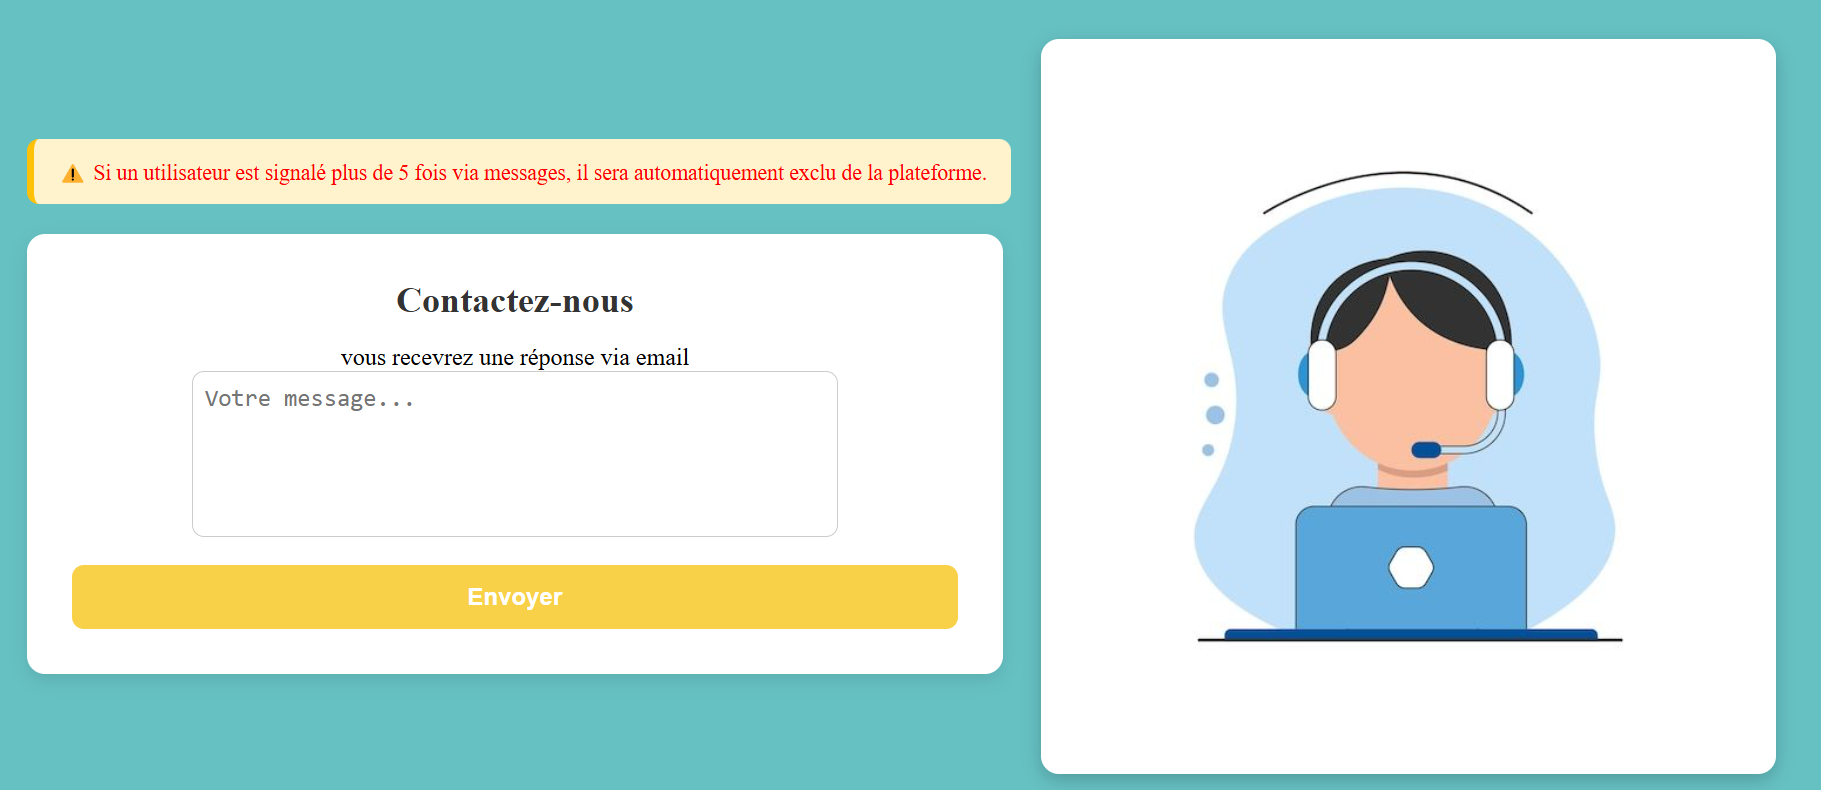 ⚠️ Si un utilisateur est signalé plus de 5 fois via messages, il sera automatiquement exclu de la plateforme.
Contactez-nous
vous recevrez une réponse via email
Votre message...
Envoyer